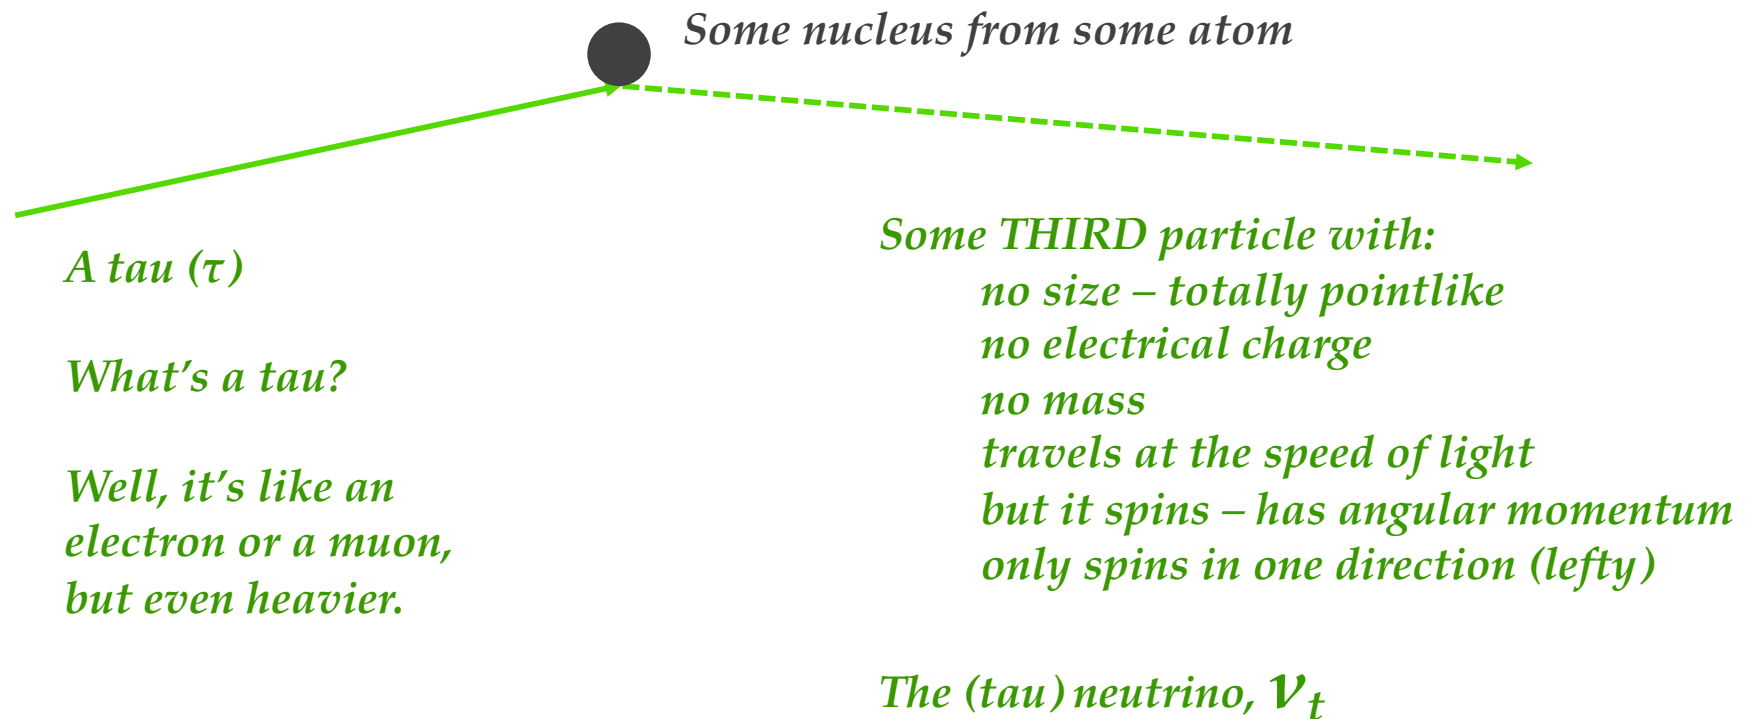 Some nucleus from some atom
A tau (τ)
What’s a tau?
Well, it’s like an
electron or a muon,
but even heavier.
Some THIRD particle with:
no size – totally pointlike
no electrical charge
no mass
travels at the speed of light
but it spins – has angular momentum
only spins in one direction (lefty)
The (tau) neutrino, ν_t